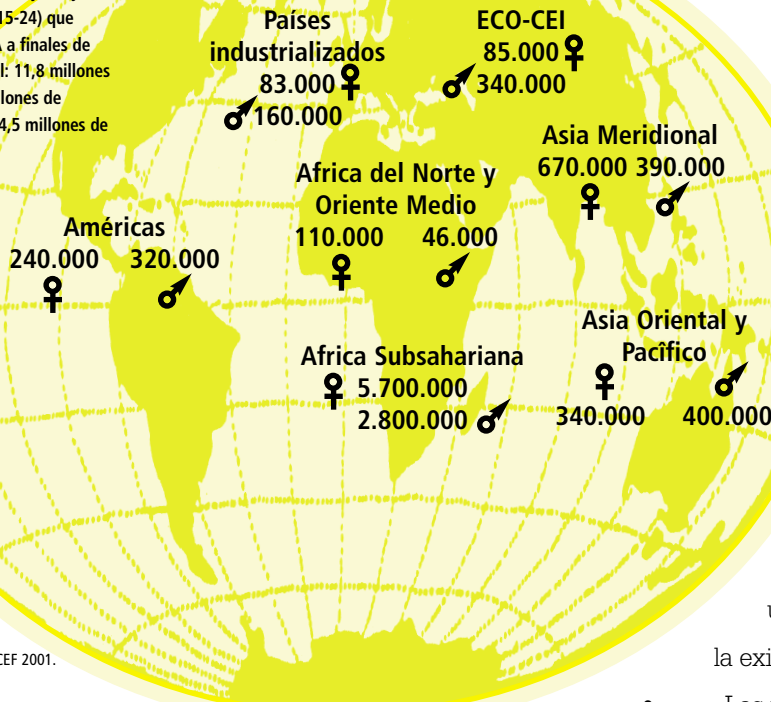 15-24) que
a finales de
l: 11,8 millones
llones de
4,5 millones de
Países
industrializados
83.000
160.000
ECO-CEI
85.000
340.000
Asia Meridional
670.000 390.000
Africa del Norte y
Oriente Medio
110.000 46.000
Américas
240.000 320.000
Asia Oriental y
Pacîfico
340.000 400.000
Africa Subsahariana
5.700.000
2.800.000
CEF 2001.
la exi